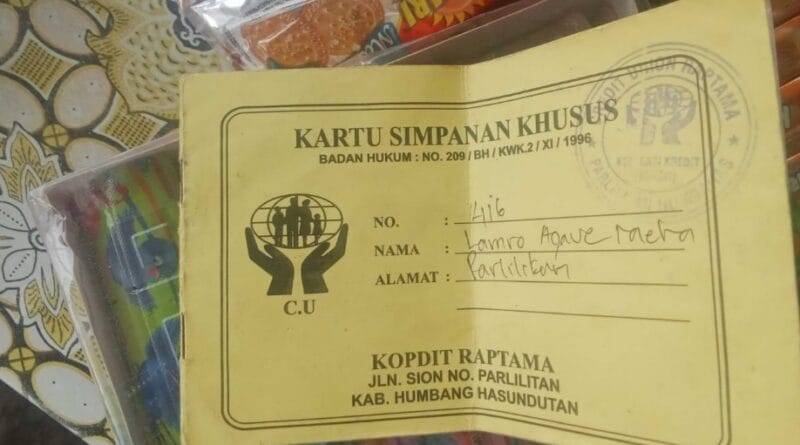 KARTU SIMPANAN KHUSUS
BADAN HUKUM : NO. 209 / BH / KWK.2 / XI / 1996
NO. : 416
NAMA : Lamro Agave
ALAMAT : Parlilitan
C.U
KOPDIT RAPTAMA
JLN. SION NO. PARLILITAN
KAB. HUMBANG HASUNDUTAN